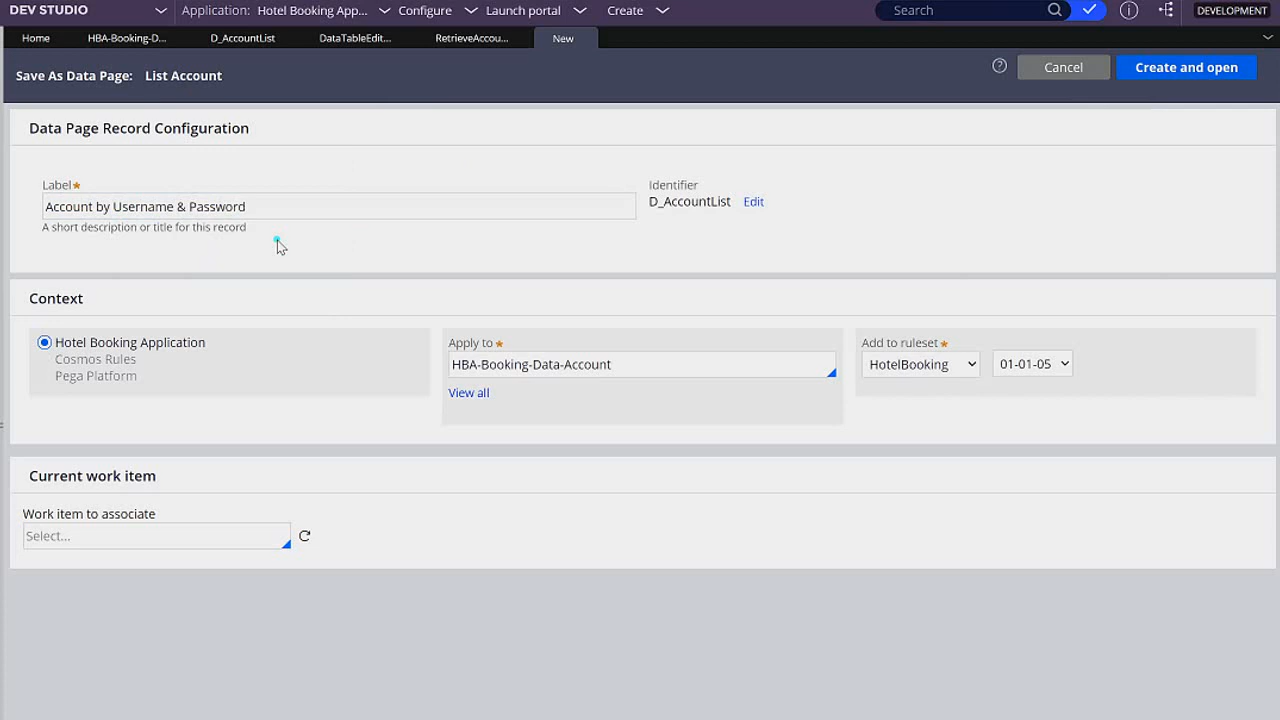 DEV STUDIO Application: Hotel Booking App... Configure Launch portal Create Search DEVELOPMENT
Home HBA-Booking-D... D_AccountList DataTableEdit... RetrieveAccou... New
Save As Data Page: List Account ? Cancel Create and open
Data Page Record Configuration
Label★ Identifier
Account by Username & Password D_AccountList Edit
A short description or title for this record
Context
Hotel Booking Application
Cosmos Rules
Pega Platform
Apply to ★
HBA-Booking-Data-Account
View all
Add to ruleset ★
HotelBooking 01-01-05
Current work item
Work item to associate
Select...